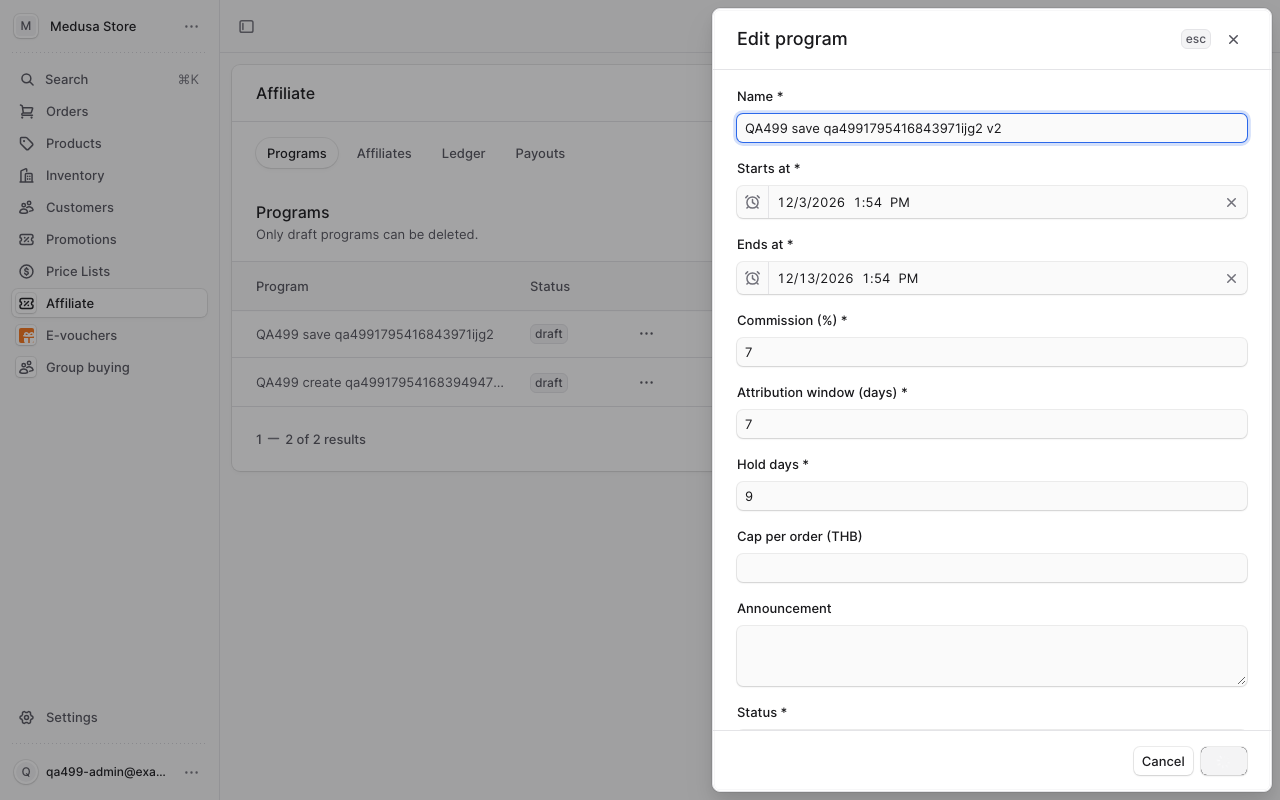 M Medusa Store
Search ⌘K
Orders
Products
Inventory
Customers
Promotions
Price Lists
Affiliate
E-vouchers
Group buying
Settings
Q qa499-admin@exa...
Affiliate
Programs Affiliates Ledger Payouts
Programs
Only draft programs can be deleted.
Program Status
QA499 save qa4991795416843971ijg2 draft
QA499 create qa49917954168394947... draft
1 — 2 of 2 results
Edit program esc
Name *
QA499 save qa4991795416843971ijg2 v2
Starts at *
12/3/2026 1:54 PM
Ends at *
12/13/2026 1:54 PM
Commission (%) *
7
Attribution window (days) *
7
Hold days *
9
Cap per order (THB)
Announcement
Status *
Cancel